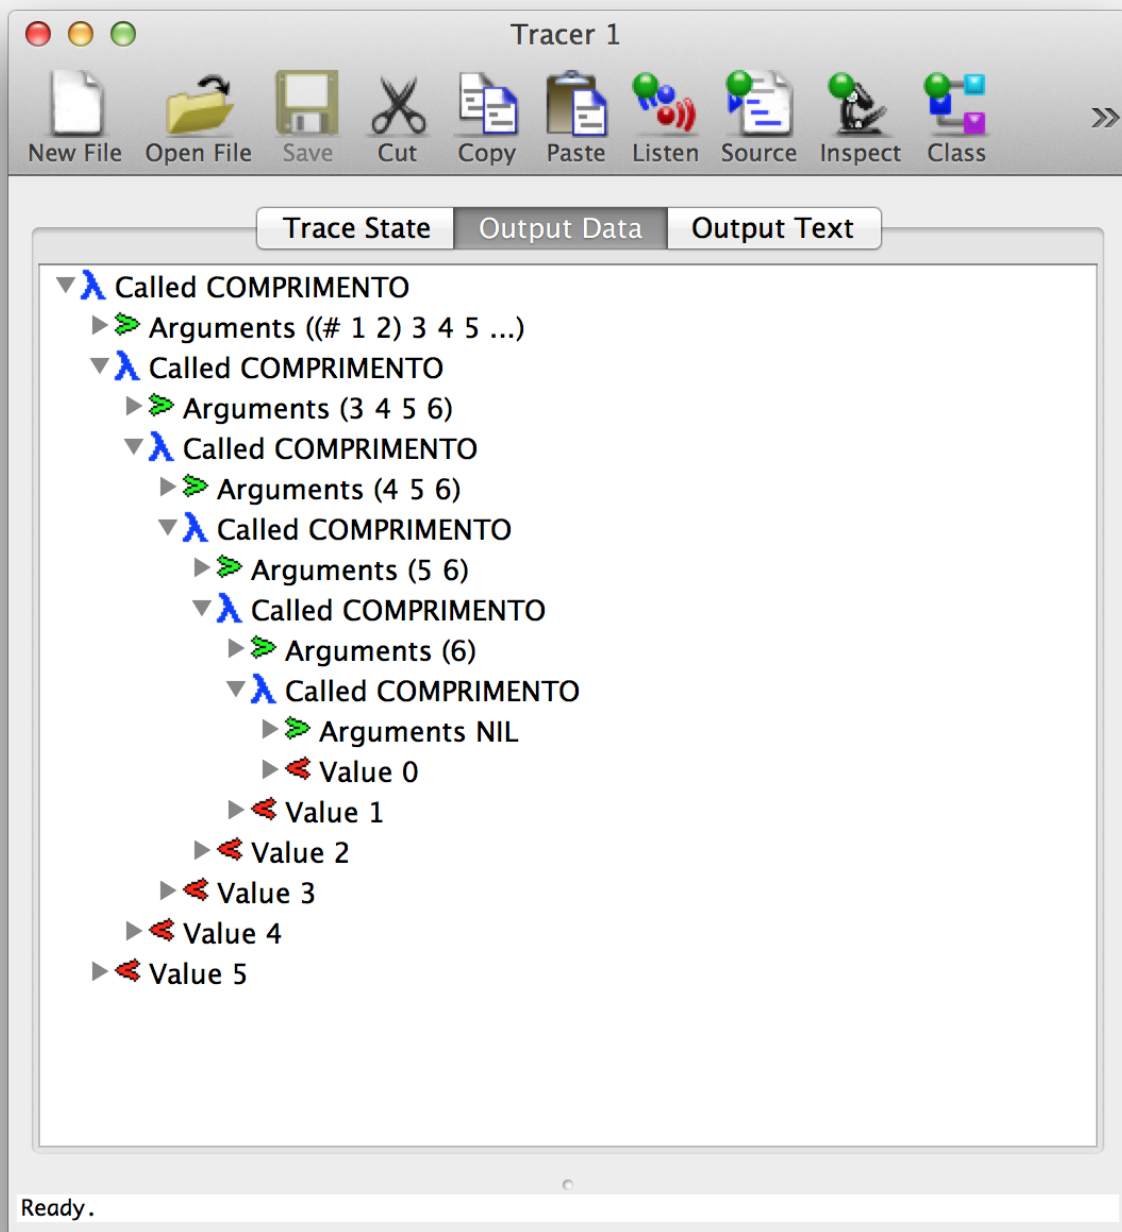 Tracer 1
New File Open File Save Cut Copy Paste Listen Source Inspect Class
Trace State Output Data Output Text
Called COMPRIMENTO
Arguments ((# 1 2) 3 4 5 ...)
Called COMPRIMENTO
Arguments (3 4 5 6)
Called COMPRIMENTO
Arguments (4 5 6)
Called COMPRIMENTO
Arguments (5 6)
Called COMPRIMENTO
Arguments (6)
Called COMPRIMENTO
Arguments NIL
Value 0
Value 1
Value 2
Value 3
Value 4
Value 5
Ready.